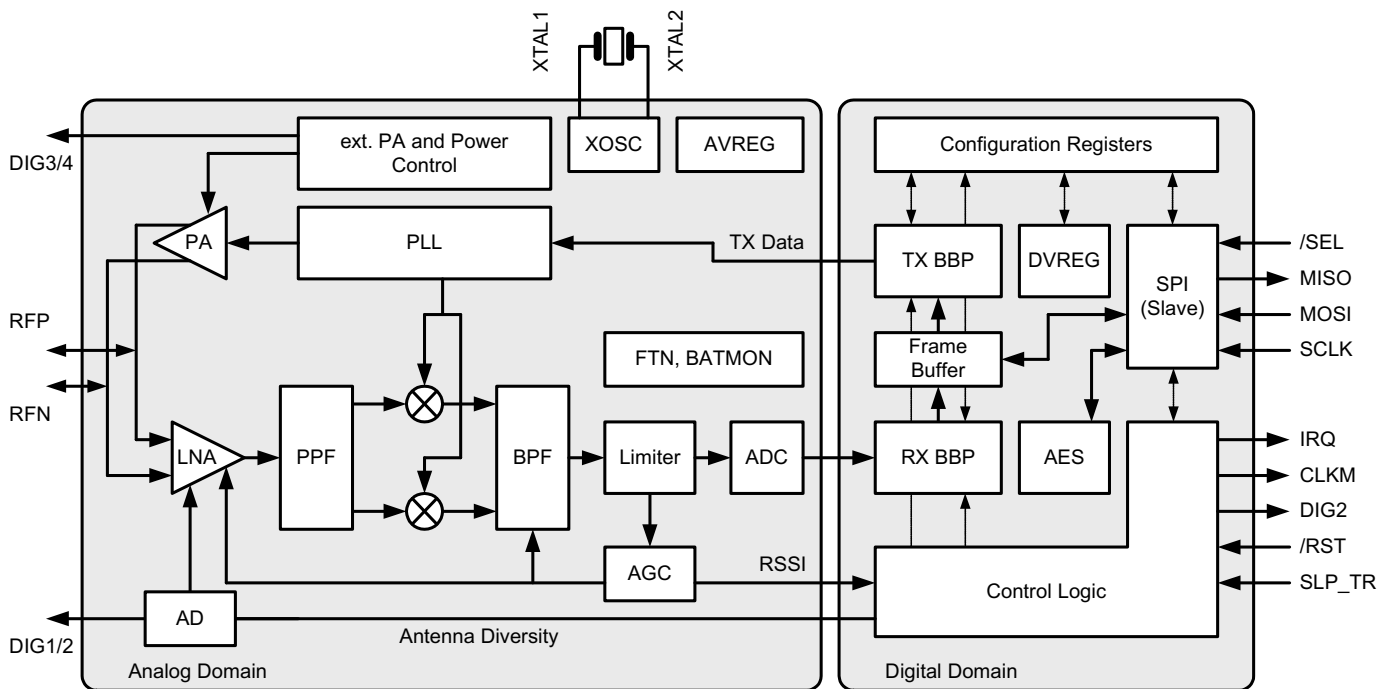 XTAL1
XTAL2
ext. PA and Power
Control
XOSC
AVREG
Configuration Registers
DIG3/4
PA
PLL
TX Data
TX BBP
DVREG
SPI
(Slave)
/SEL
MISO
MOSI
SCLK
RFP
RFN
FTN, BATMON
Frame
Buffer
LNA
PPF
BPF
Limiter
ADC
RX BBP
AES
IRQ
CLKM
DIG2
/RST
SLP_TR
AGC
RSSI
Control Logic
AD
DIG1/2
Antenna Diversity
Analog Domain
Digital Domain